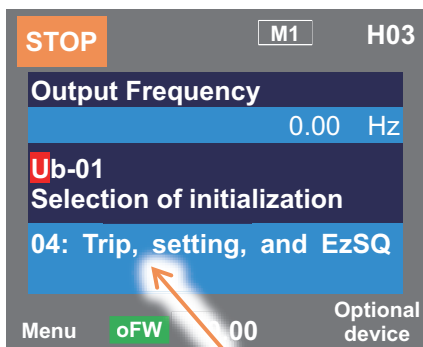 STOP M1 H03
Output Frequency
0.00 Hz
Ub-01
Selection of initialization
04: Trip, setting, and EzSQ
Optional
Menu oFW 00 device